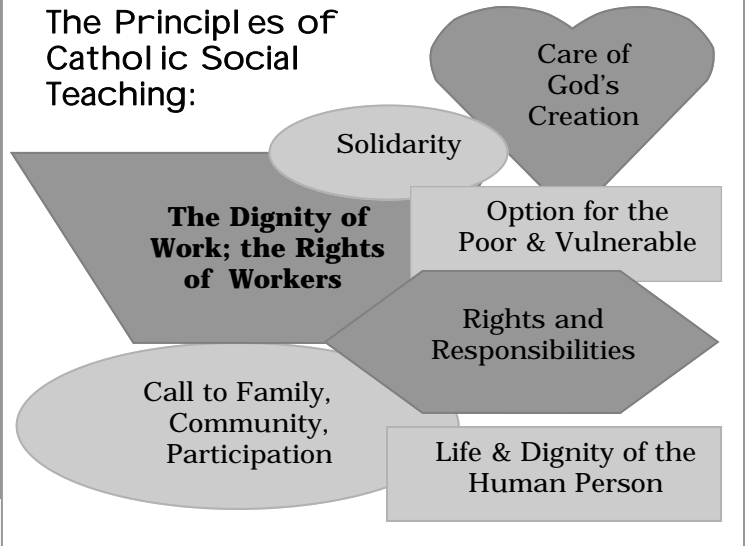 The Principles of
Catholic Social
Teaching:
Care of
God's
Creation
Solidarity
The Dignity of
Work; the Rights
of Workers
Option for the
Poor & Vulnerable
Rights and
Responsibilities
Call to Family,
Community,
Participation
Life & Dignity of the
Human Person